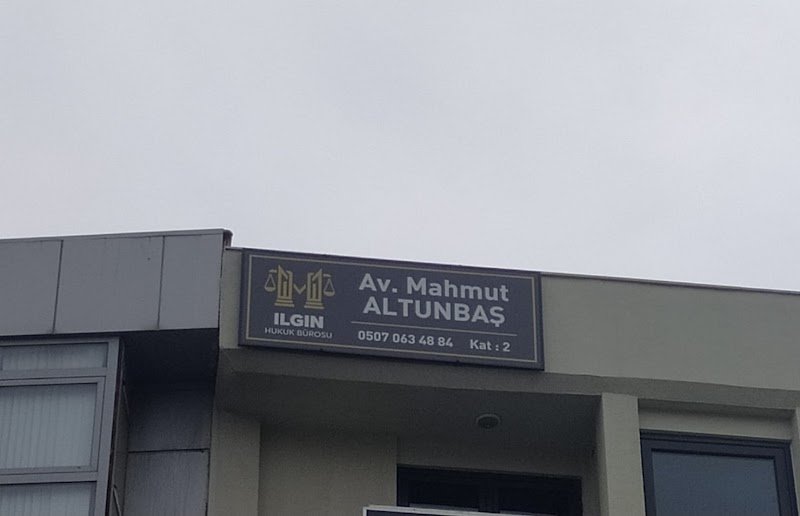 ILGIN
HUKUK BÜROSU
Av. Mahmut
ALTUNBAŞ
0507 063 48 84 Kat : 2